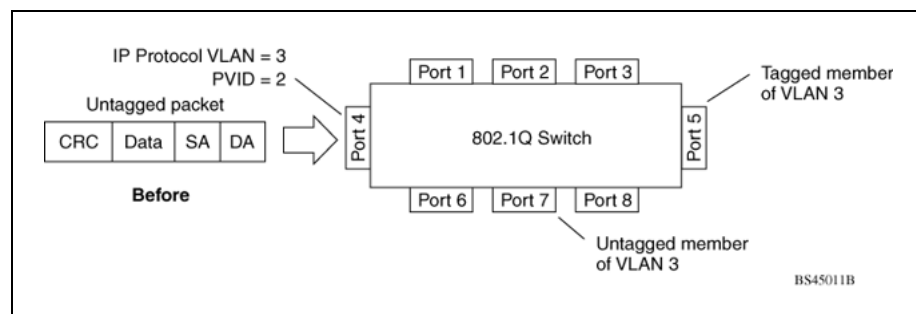 IP Protocol VLAN = 3
PVID = 2
Untagged packet
CRC Data SA DA
Before
Port 1 Port 2 Port 3
Port 4
802.1Q Switch
Port 5
Tagged member
of VLAN 3
Port 6 Port 7 Port 8
Untagged member
of VLAN 3
BS45011B